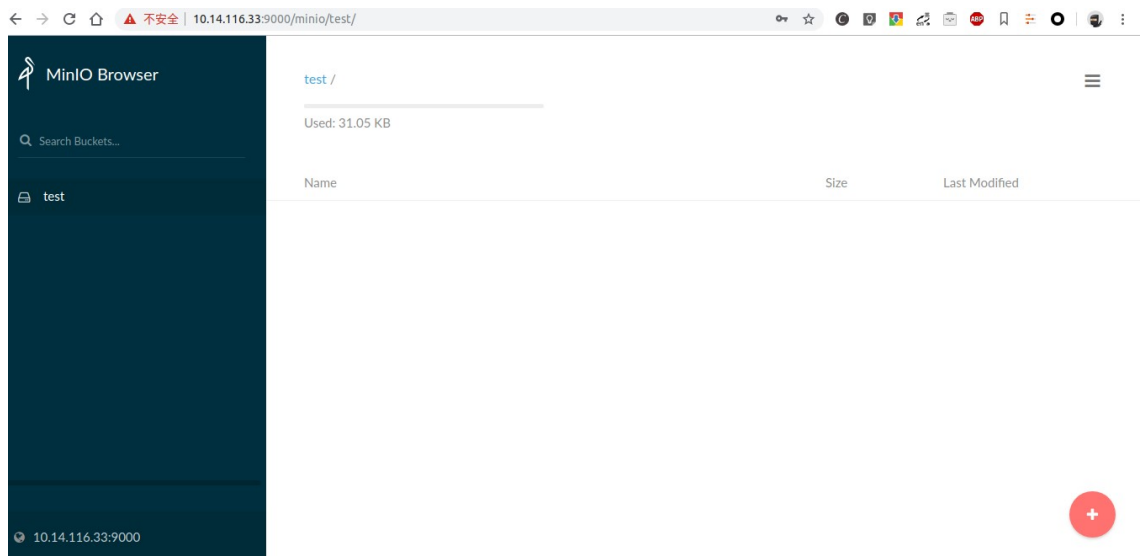 不安全 | 10.14.116.33:9000/minio/test/
ABP
MinIO Browser
test /
Used: 31.05 KB
Search Buckets...
Name Size Last Modified
test
10.14.116.33:9000